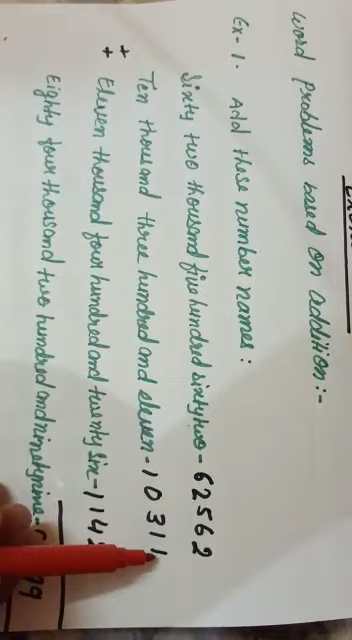 Word Problems based on addition:-
Ex-1. Add these number names:
Sixty two thousand five hundred sixty two - 62562
Ten thousand three hundred and eleven - 10311
+ Eleven thousand four hundred and twenty six - 114
Eighty four thousand two hundred and ninety nine - 99